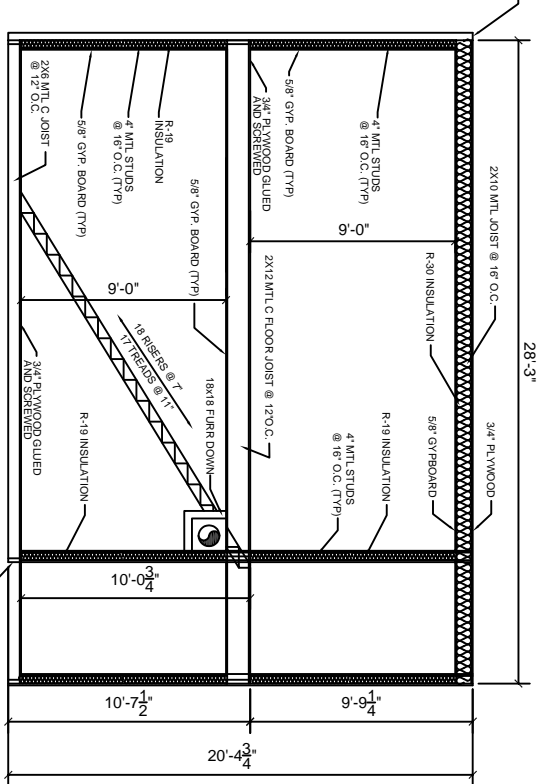 28'-3"
2X10 MTL JOIST @ 16' O.C.
3/4" PLYWOOD
R-30 INSULATION
5/8" GYPBOARD
4" MTL STUDS
@ 16" O.C. (TYP)
R-19 INSULATION
5/8" GYP. BOARD (TYP)
9'-0"
4" MTL STUDS
@ 16" O.C. (TYP)
3/4" PLYWOOD GLUED
AND SCREWED
2X12 MTL C FLOOR JOIST @ 12"O.C.
5/8" GYP. BOARD (TYP)
18x18 FURR DOWN
R-19
INSULATION
18 RISERS @ 7"
17 TREADS @ 11"
4" MTL STUDS
@ 16" O.C. (TYP)
9'-0"
5/8" GYP. BOARD (TYP)
R-19 INSULATION
2X6 MTL C JOIST
@ 12" O.C.
3/4" PLYWOOD GLUED
AND SCREWED
10'-0 3/4"
10'-7 1/2"
9'-9 1/4"
20'-4 3/4"